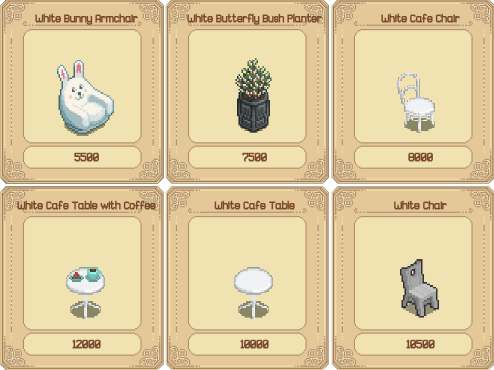 White Bunny Armchair
White Butterfly Bush Planter
White Cafe Chair
5500
7500
8000
White Cafe Table with Coffee
White Cafe Table
White Chair
12000
10000
10500